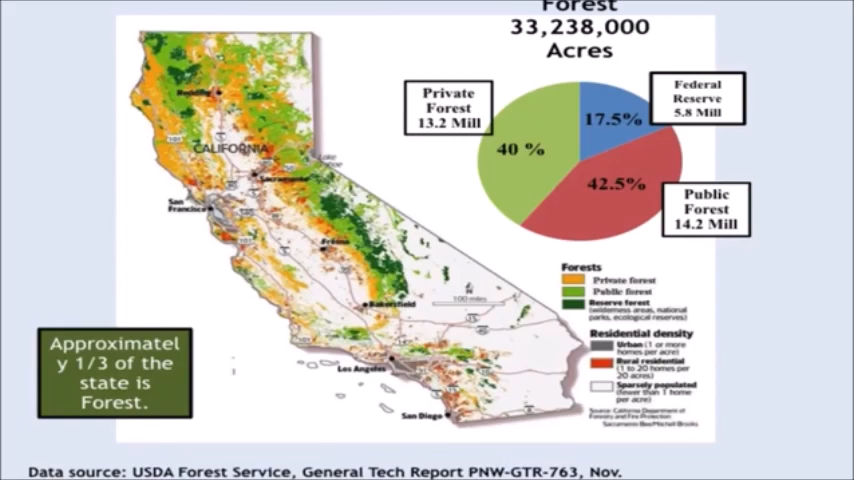 Forest
33,238,000
Acres
Private
Forest
13.2 Mill
Federal
Reserve
5.8 Mill
17.5%
40 %
42.5%
Public
Forest
14.2 Mill
Redding
101
CALIFORNIA
Lake
Sacramento
San
Francisco
101
Fresno
100 miles
N
Bakersfield
101
Los Angeles
San Diego
Forests
Private forest
Public forest
Reserve forest
(wilderness areas, national
parks, ecological reserves)
Residential density
Urban (1 or more
homes per acre)
Rural residential
(1 to 20 homes per
20 acres)
Sparsely populated
(fewer than 1 home
per acre)
Source: California Department of
Forestry and Fire Protection
Sacramento Bee/Mitchell Brooks
Approximatel
y 1/3 of the
state is
Forest.
Data source: USDA Forest Service, General Tech Report PNW-GTR-763, Nov.